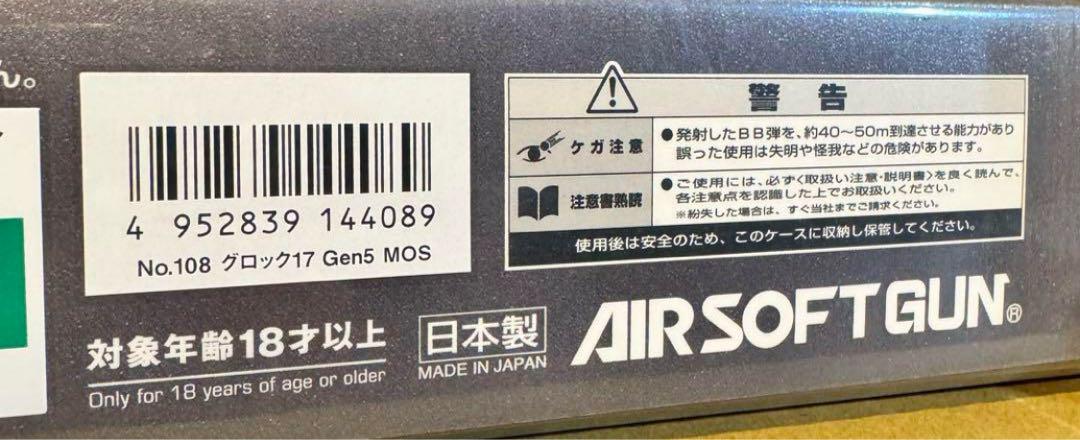 ん。
4 952839 144089
No.108 グロック17 Gen5 MOS
警告
ケガ注意
●発射したBB弾を、約40〜50m到達させる能力があり
誤った使用は失明や怪我などの危険があります。
注意書熟読
●ご使用には、必ず〈取扱い注意・説明書〉を良く読んで、
各注意点を認識した上でお取扱いください。
※紛失した場合は、すぐ当社までご請求ください。
使用後は安全のため、このケースに収納し保管してください。
対象年齢18才以上
Only for 18 years of age or older
日本製
MADE IN JAPAN
AIRSOFTGUN®